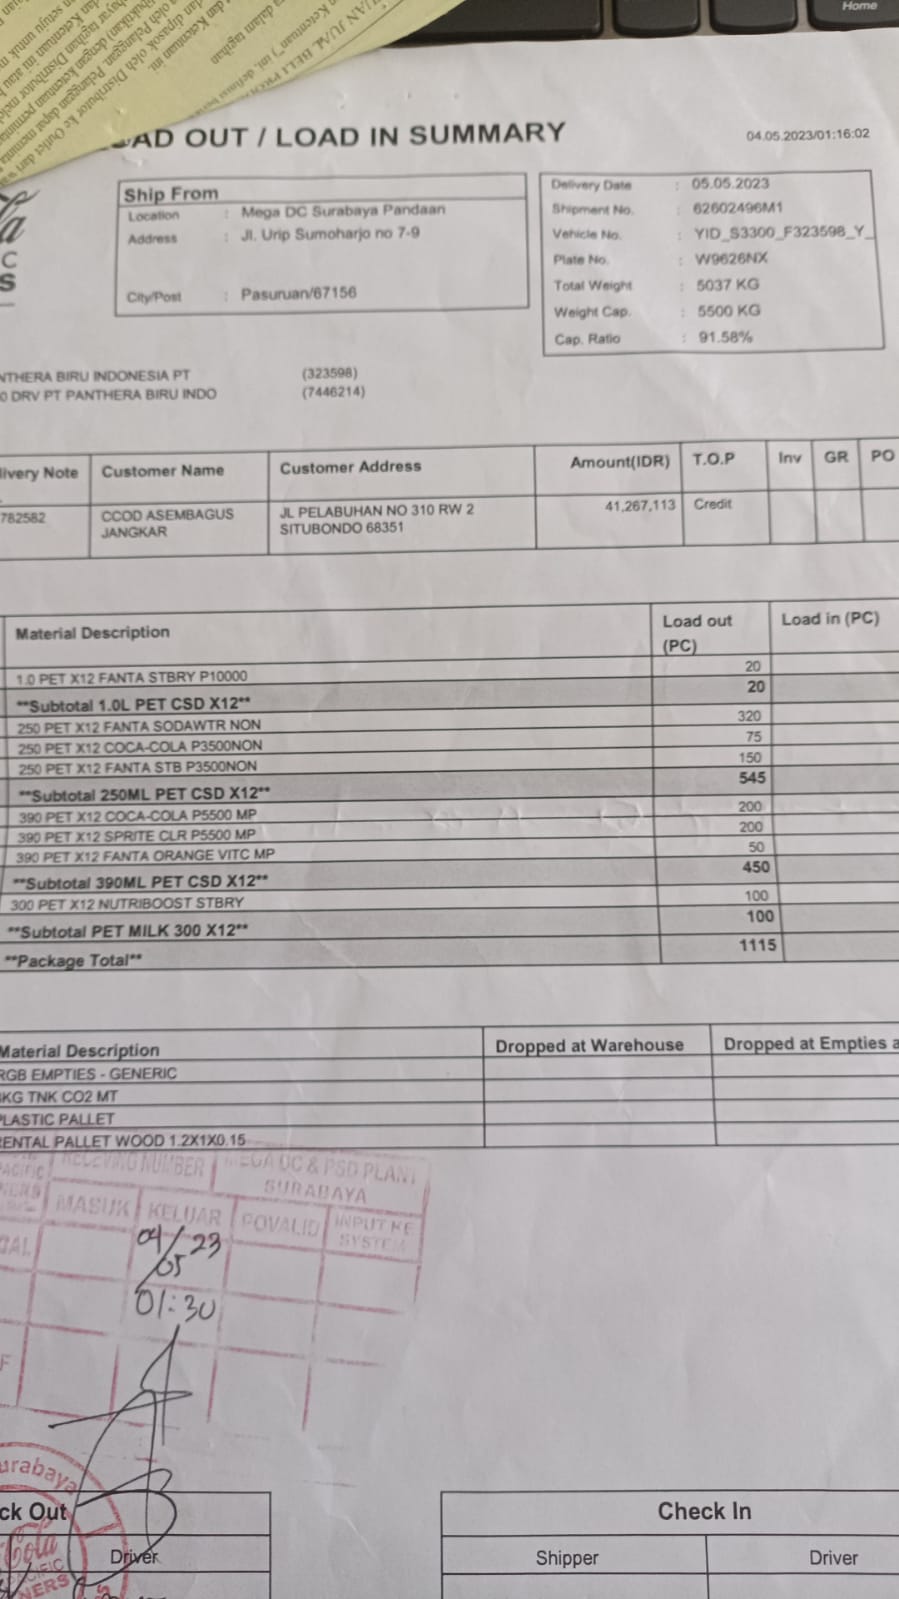 AD OUT / LOAD IN SUMMARY
04.05.2023/01:16:02
Ship From
Location : Mega DC Surabaya Pandaan
Address : Jl. Urip Sumoharjo no 7-9
City/Post : Pasuruan/67156
Delivery Date : 05.05.2023
Shipment No. : 62602496M1
Vehicle No. : YID_S3300_F323598_Y_
Plate No. : W9626NX
Total Weight : 5037 KG
Weight Cap. : 5500 KG
Cap. Ratio : 91.58%
NTHERA BIRU INDONESIA PT (323598)
0 DRV PT PANTHERA BIRU INDO (7446214)
livery Note Customer Name Customer Address Amount(IDR) T.O.P Inv GR PO
782582 CCOD ASEMBAGUS JL PELABUHAN NO 310 RW 2 41,267,113 Credit
JANGKAR SITUBONDO 68351
Material Description Load out Load in (PC)
(PC)
1.0 PET X12 FANTA STBRY P10000 20
**Subtotal 1.0L PET CSD X12** 20
250 PET X12 FANTA SODAWTR NON 320
250 PET X12 COCA-COLA P3500NON 75
250 PET X12 FANTA STB P3500NON 150
**Subtotal 250ML PET CSD X12** 545
390 PET X12 COCA-COLA P5500 MP 200
390 PET X12 SPRITE CLR P5500 MP 200
390 PET X12 FANTA ORANGE VITC MP 50
**Subtotal 390ML PET CSD X12** 450
300 PET X12 NUTRIBOOST STBRY 100
**Subtotal PET MILK 300 X12** 100
**Package Total** 1115
Material Description Dropped at Warehouse Dropped at Empties a
RGB EMPTIES - GENERIC
KG TNK CO2 MT
PLASTIC PALLET
RENTAL PALLET WOOD 1.2X1X0.15
RECEVING NUMBER MEGA DC & PSD PLANT
SURABAYA
MASUK KELUAR POVALID INPUT KE
SYSTEM
04/05 23
01:30
urabaya
ck Out
Driver
Check In
Shipper Driver
Home